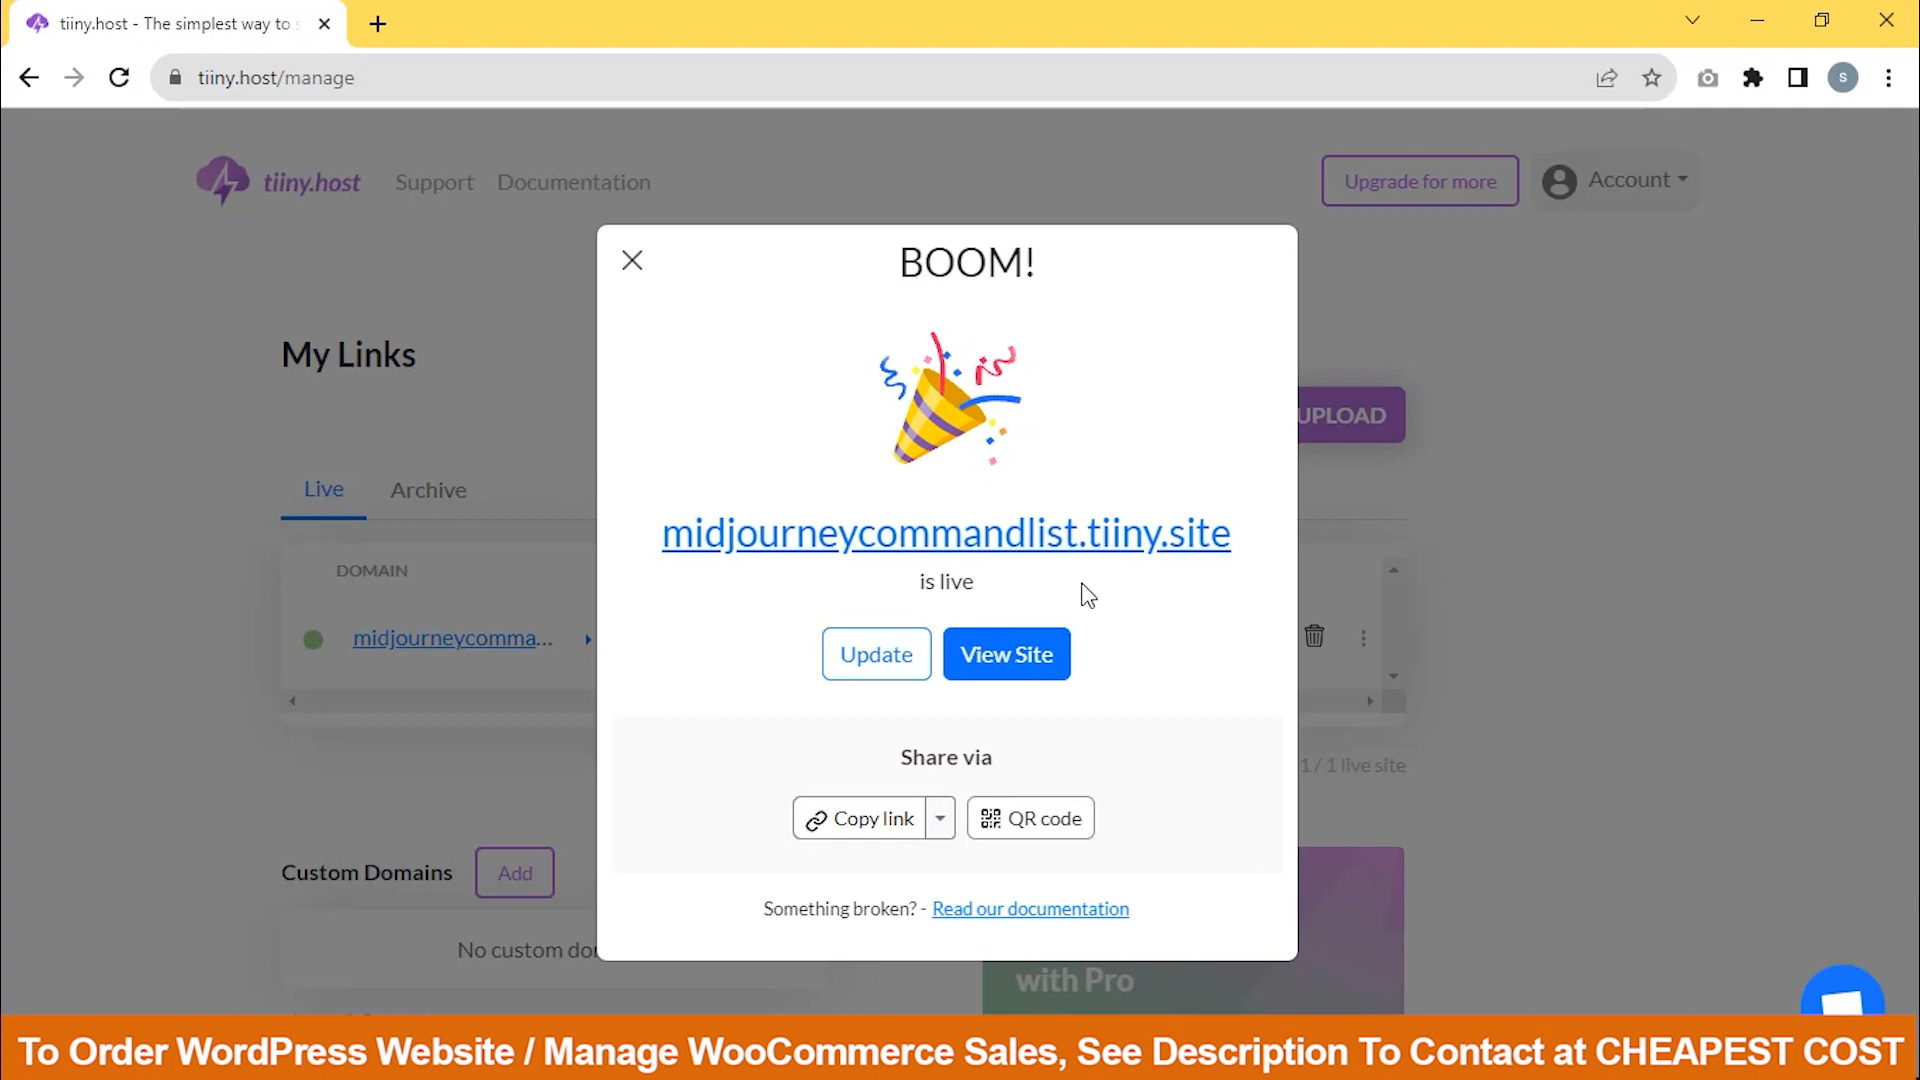 tiiny.host - The simplest way to s
tiiny.host/manage
S
tiiny.host
Support
Documentation
Upgrade for more
Account
BOOM!
My Links
UPLOAD
Live
Archive
midjourneycommandlist.tiiny.site
is live
DOMAIN
midjourneycomma...
Update
View Site
Share via
1 / 1 live site
Copy link
QR code
Custom Domains
Add
Something broken? - Read our documentation
No custom do
with Pro
To Order WordPress Website / Manage WooCommerce Sales, See Description To Contact at CHEAPEST COST